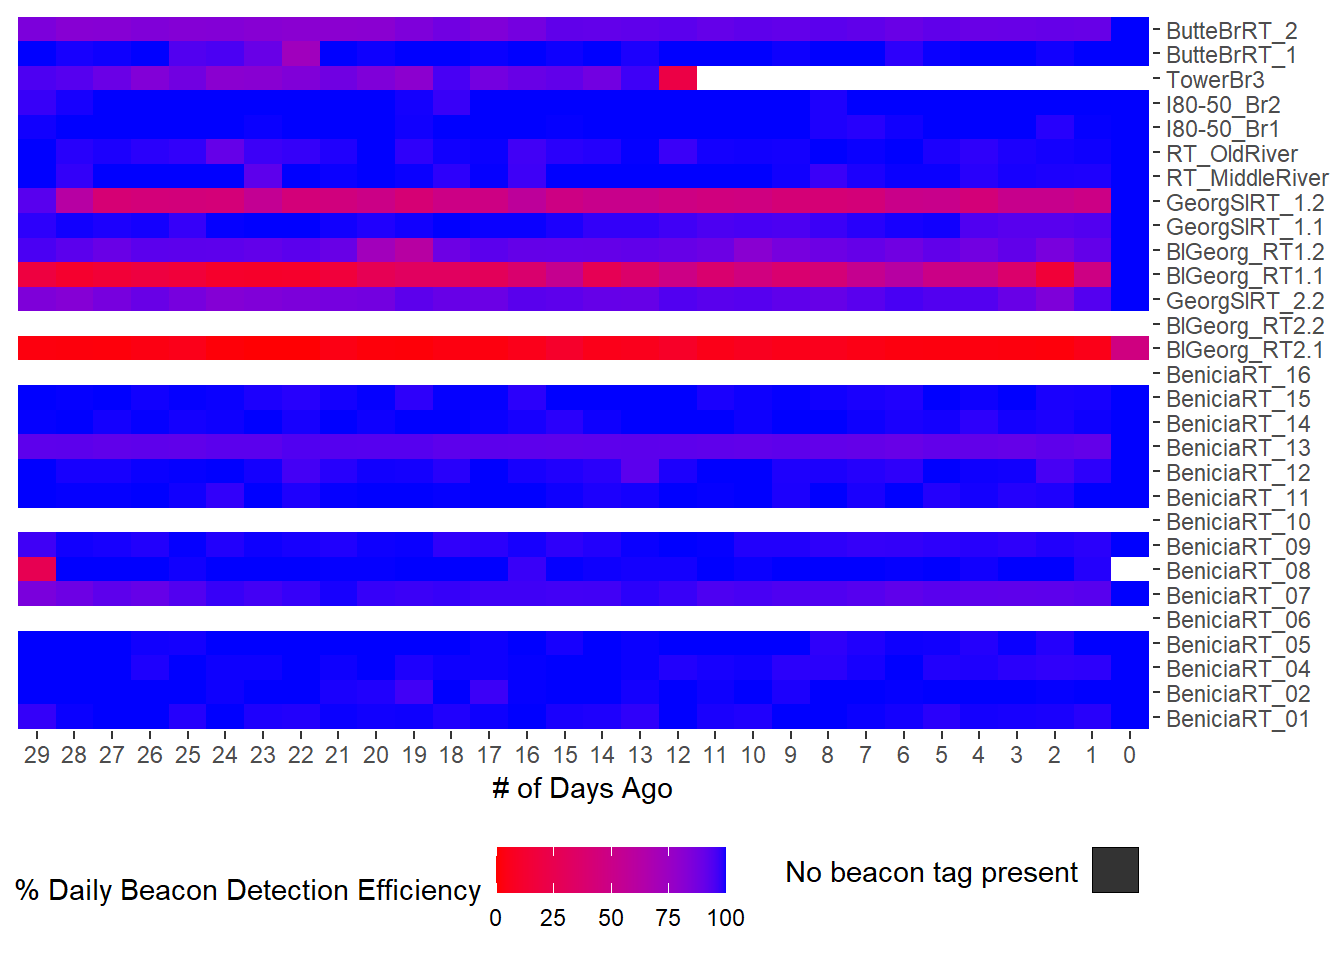 ButteBrRT_2
ButteBrRT_1
TowerBr3
I80-50_Br2
I80-50_Br1
RT_OldRiver
RT_MiddleRiver
GeorgSlRT_1.2
GeorgSlRT_1.1
BlGeorg_RT1.2
BlGeorg_RT1.1
GeorgSlRT_2.2
BlGeorg_RT2.2
BlGeorg_RT2.1
BeniciaRT_16
BeniciaRT_15
BeniciaRT_14
BeniciaRT_13
BeniciaRT_12
BeniciaRT_11
BeniciaRT_10
BeniciaRT_09
BeniciaRT_08
BeniciaRT_07
BeniciaRT_06
BeniciaRT_05
BeniciaRT_04
BeniciaRT_02
BeniciaRT_01
29 28 27 26 25 24 23 22 21 20 19 18 17 16 15 14 13 12 11 10 9 8 7 6 5 4 3 2 1 0
# of Days Ago
% Daily Beacon Detection Efficiency
0 25 50 75 100
No beacon tag present